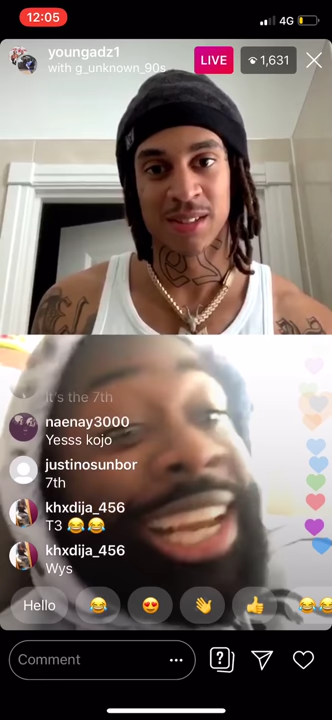 12:05
4G
youngadz1
with g_unknown_90s
LIVE
1,631
It's the 7th
naenay3000
Yesss kojo
justinosunbor
7th
khxdija_456
T3 😂😂
khxdija_456
Wys
Hello 😂 😍 👋 👍 😂😂
Comment